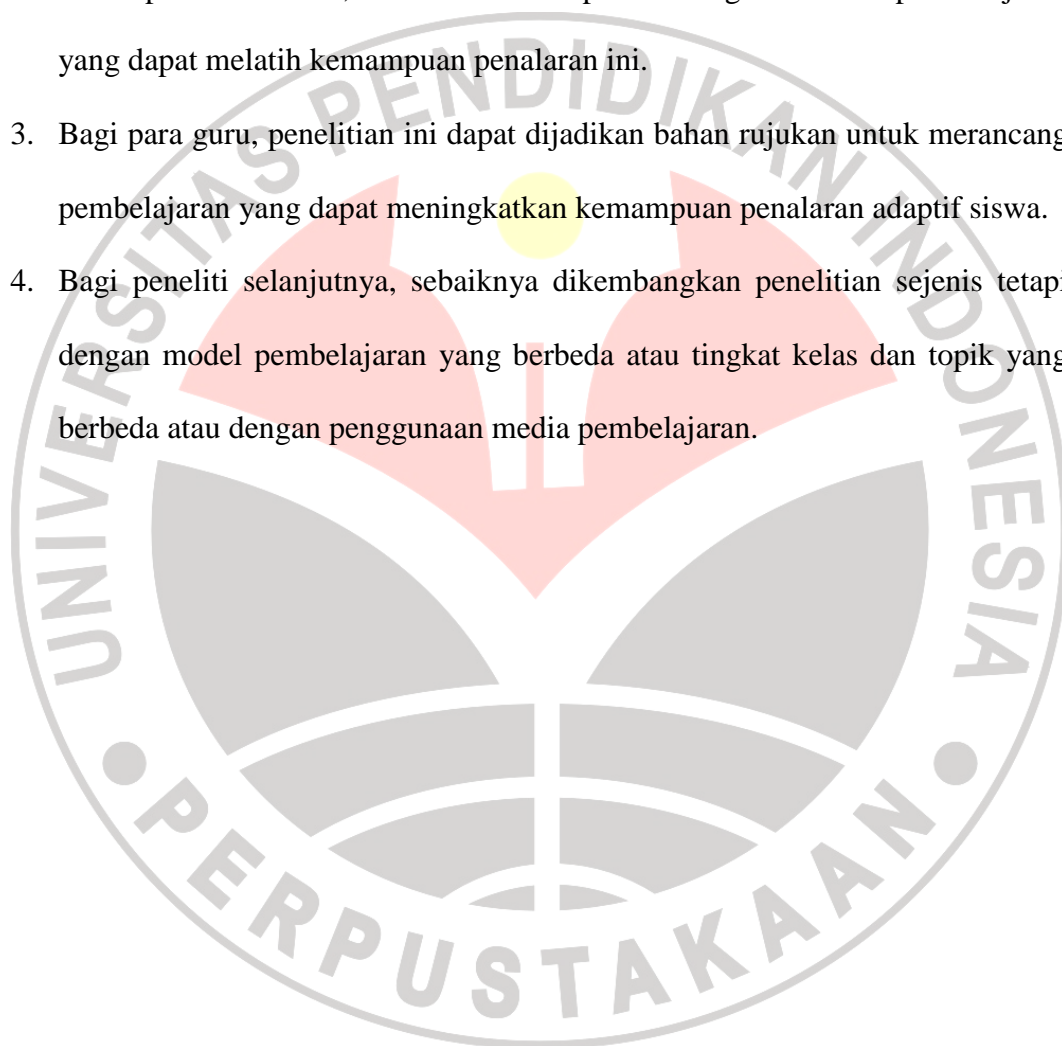 yang dapat melatih kemampuan penalaran ini.
3. Bagi para guru, penelitian ini dapat dijadikan bahan rujukan untuk merancang
pembelajaran yang dapat meningkatkan kemampuan penalaran adaptif siswa.
4. Bagi peneliti selanjutnya, sebaiknya dikembangkan penelitian sejenis tetapi
dengan model pembelajaran yang berbeda atau tingkat kelas dan topik yang
berbeda atau dengan penggunaan media pembelajaran.
UNIVERSITAS PENDIDIKAN INDONESIA
PERPUSTAKAAN